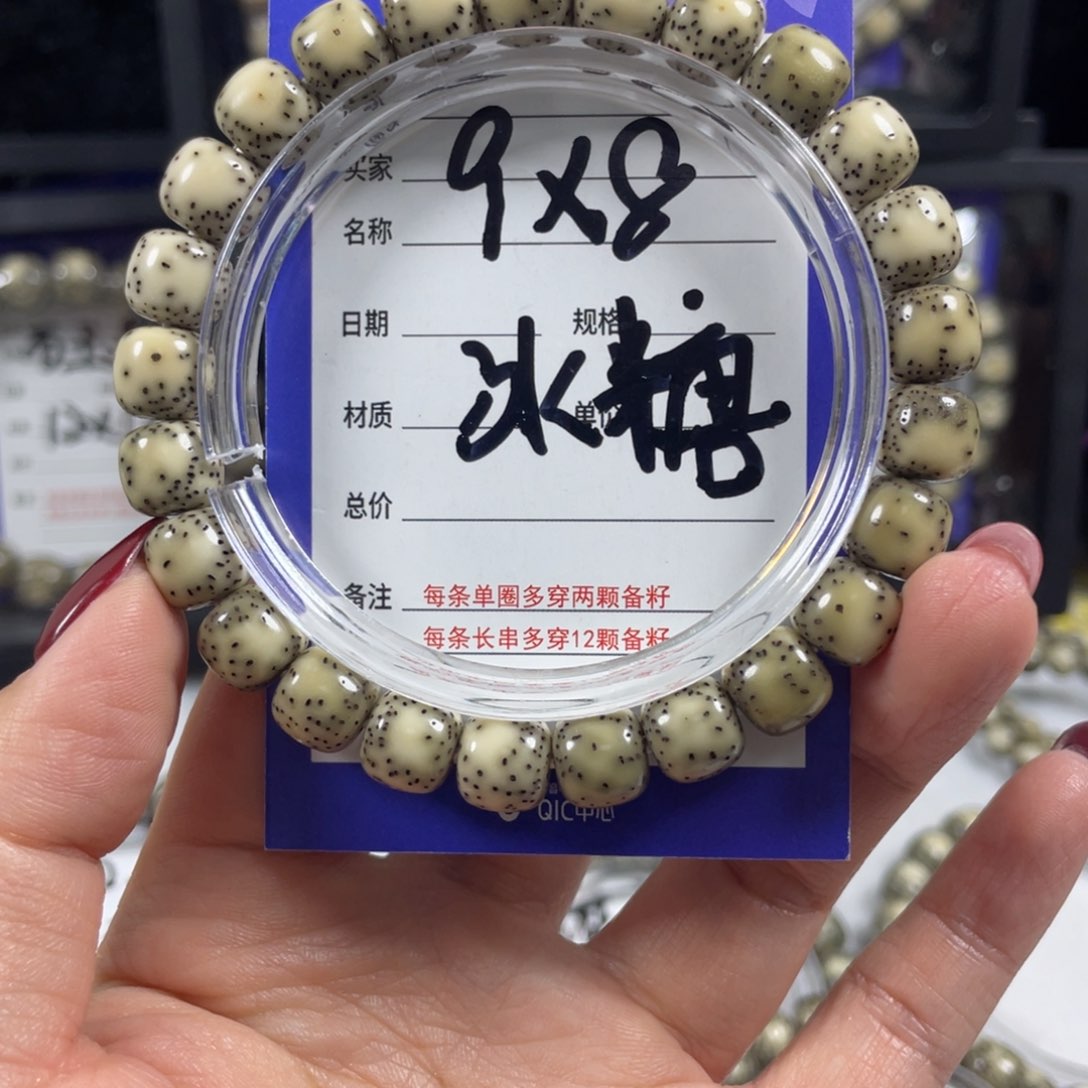 买家
9x8
名称
日期 规格
冰糖
材质 单价
总价
备注 每条单圈多穿两颗备籽
每条长串多穿12颗备籽
QIC中心
12x